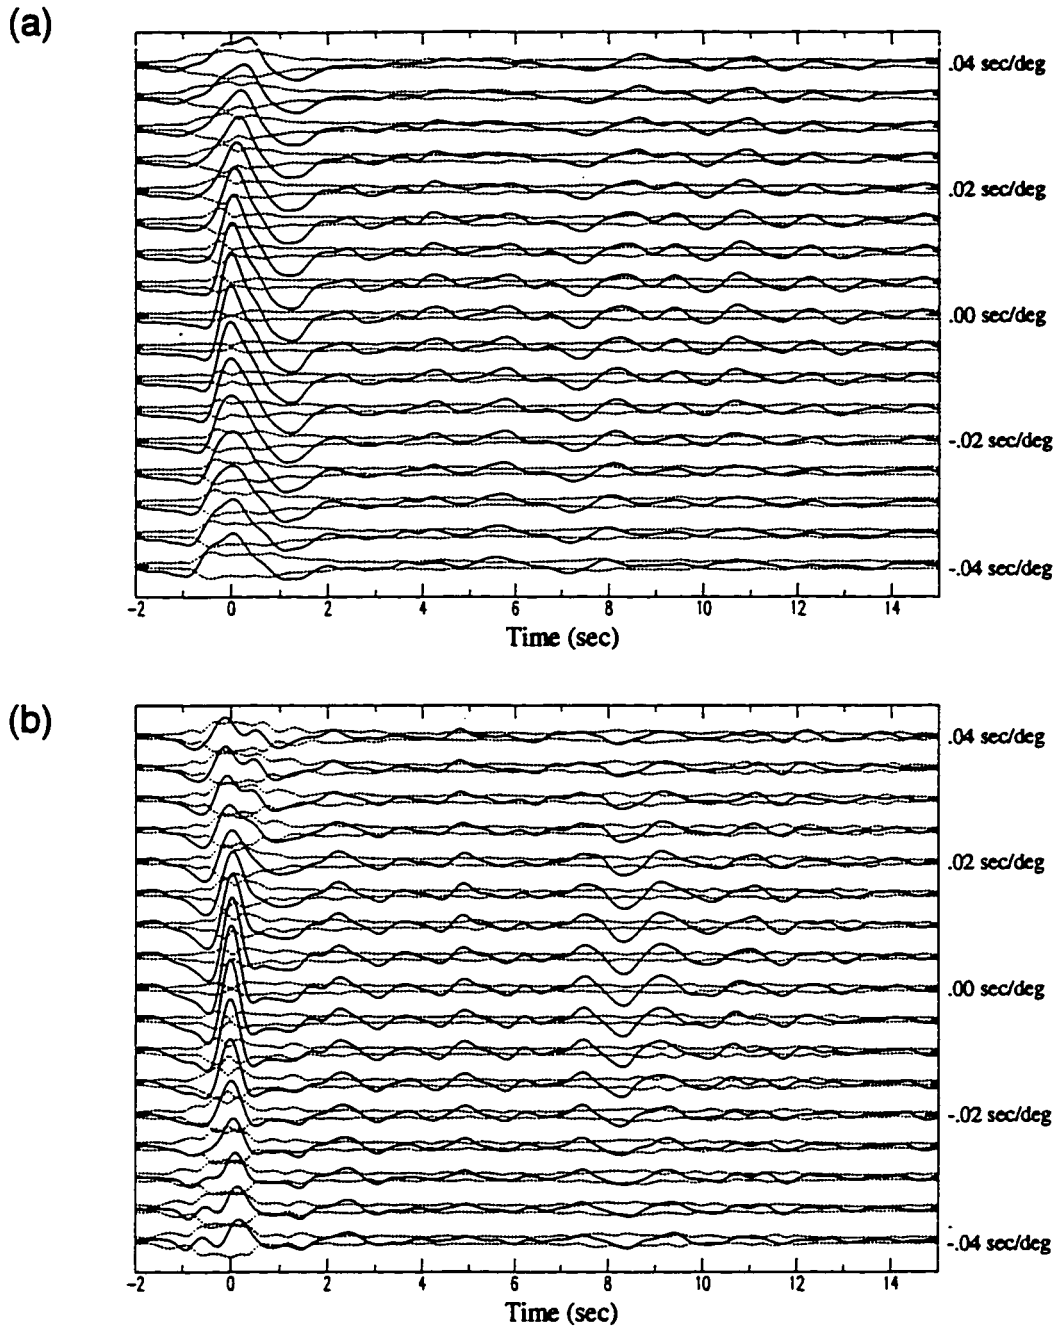 (a)
.04 sec/deg
.02 sec/deg
.00 sec/deg
-.02 sec/deg
-.04 sec/deg
-2 0 2 4 6 8 10 12 14
Time (sec)
(b)
.04 sec/deg
.02 sec/deg
.00 sec/deg
-.02 sec/deg
-.04 sec/deg
-2 0 2 4 6 8 10 12 14
Time (sec)